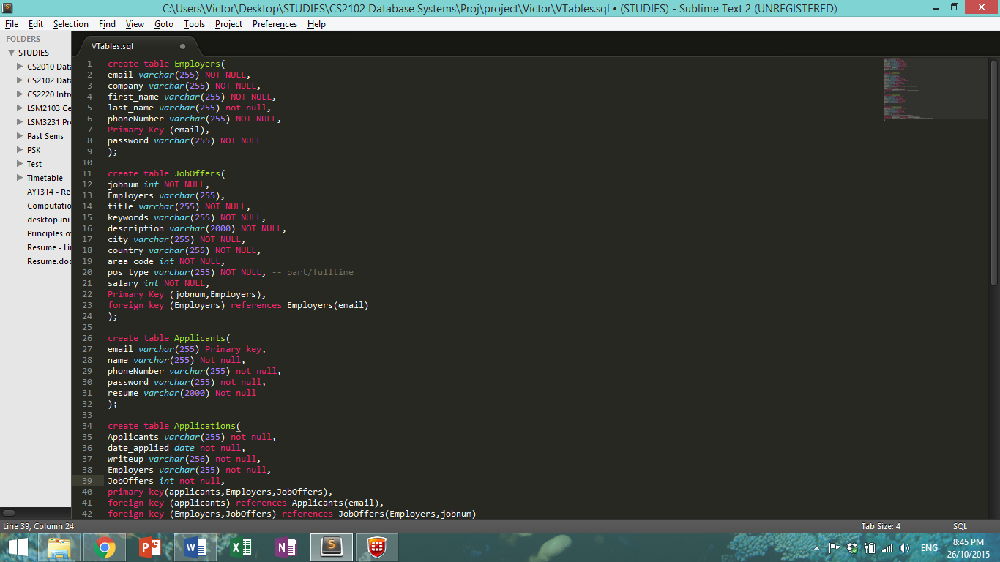 C:\Users\Victor\Desktop\STUDIES\CS2102 Database Systems\Proj\project\Victor\VTables.sql • (STUDIES) - Sublime Text 2 (UNREGISTERED)
File Edit Selection Find View Goto Tools Project Preferences Help
FOLDERS
STUDIES
CS2010 Data
CS2102 Data
CS2220 Intr
LSM2103 Ce
LSM3231 Pr
Past Sems
PSK
Test
Timetable
AY1314 - Re
Computatio
desktop.ini
Principles of
Resume - Lin
Resume.doc
VTables.sql
1 create table Employers(
2 email varchar(255) NOT NULL,
3 company varchar(255) NOT NULL,
4 first_name varchar(255) NOT NULL,
5 last_name varchar(255) not null,
6 phoneNumber varchar(255) NOT NULL,
7 Primary Key (email),
8 password varchar(255) NOT NULL
9 );
10
11 create table JobOffers(
12 jobnum int NOT NULL,
13 Employers varchar(255),
14 title varchar(255) NOT NULL,
15 keywords varchar(255) NOT NULL,
16 description varchar(2000) NOT NULL,
17 city varchar(255) NOT NULL,
18 country varchar(255) NOT NULL,
19 area_code int NOT NULL,
20 pos_type varchar(255) NOT NULL, -- part/fulltime
21 salary int NOT NULL,
22 Primary Key (jobnum,Employers),
23 foreign key (Employers) references Employers(email)
24 );
25
26 create table Applicants(
27 email varchar(255) Primary key,
28 name varchar(255) Not null,
29 phoneNumber varchar(255) not null,
30 password varchar(255) not null,
31 resume varchar(2000) Not null
32 );
33
34 create table Applications(
35 Applicants varchar(255) not null,
36 date_applied date not null,
37 writeup varchar(256) not null,
38 Employers varchar(255) not null,
39 JobOffers int not null,
40 primary key(applicants,Employers,JobOffers),
41 foreign key (applicants) references Applicants(email),
42 foreign key (Employers,JobOffers) references JobOffers(Employers,jobnum)
Line 39, Column 24 Tab Size: 4 SQL
ENG 8:45 PM
26/10/2015